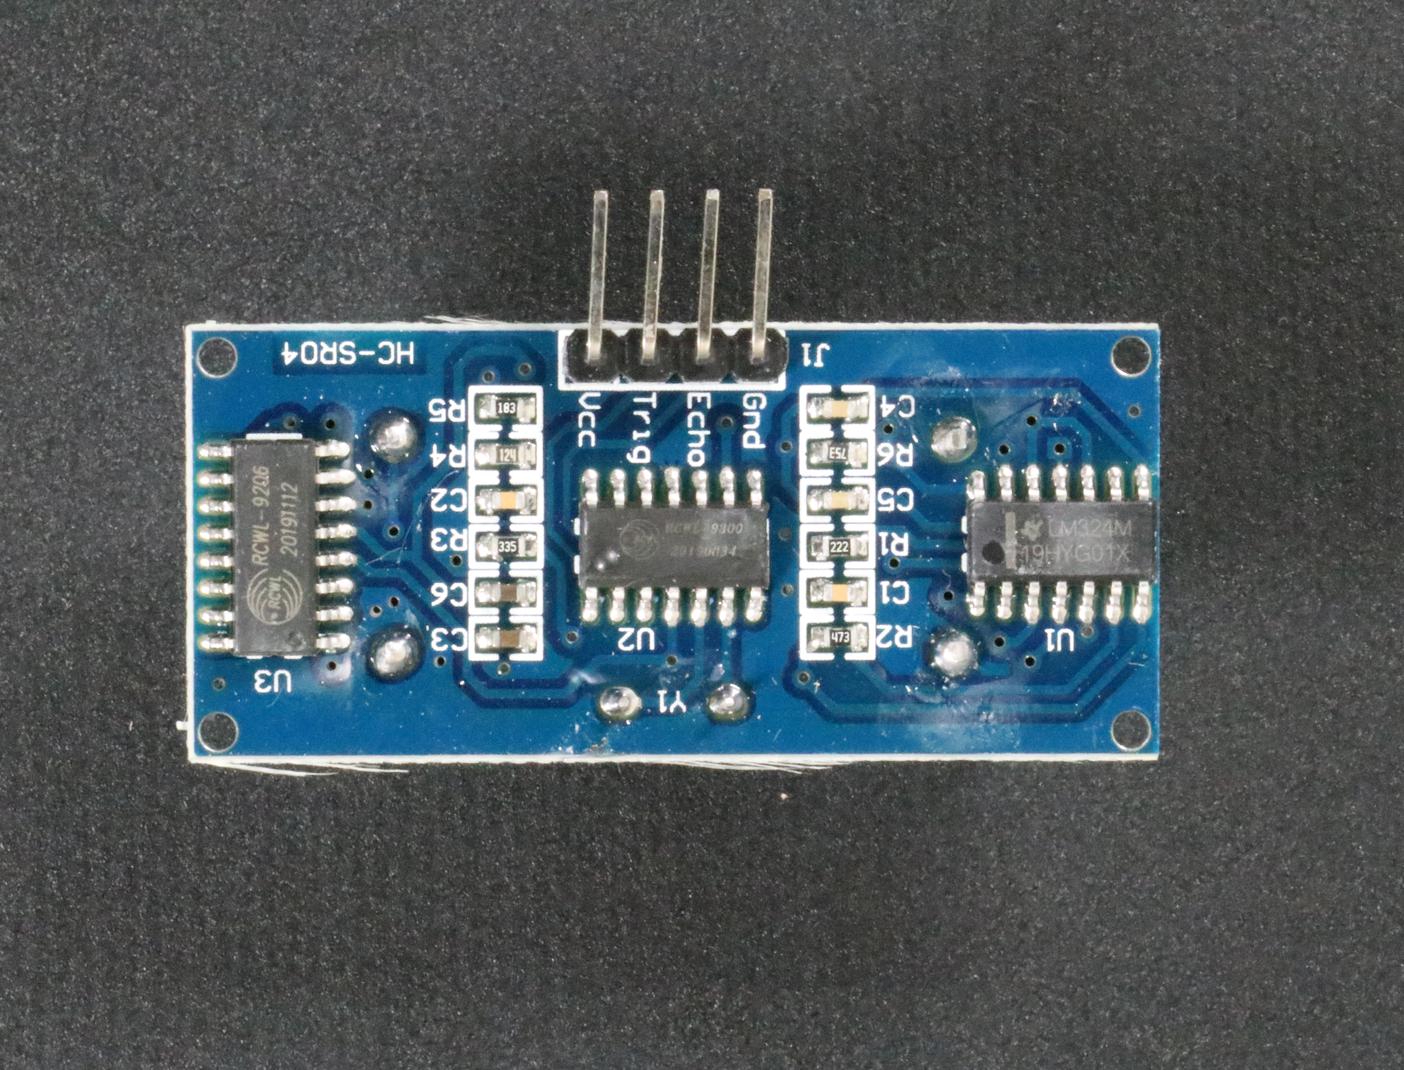 HC-SR04
J1
Vcc
Trig
Echo
Gnd
R5
183
R4
124
C2
R3
335
C6
C3
C4
R6
753
C5
R1
222
C1
R2
473
RCWL-9206
20191112
RCWL
U3
U2
Y1
LM324M
19HYG01X
U1